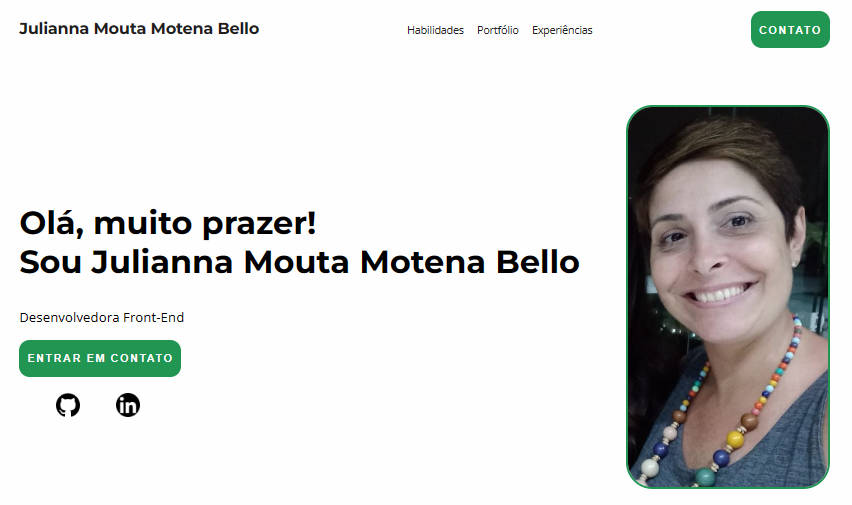 Julianna Mouta Motena Bello
Habilidades Portfólio Experiências
CONTATO
Olá, muito prazer!
Sou Julianna Mouta Motena Bello
Desenvolvedora Front-End
ENTRAR EM CONTATO
in